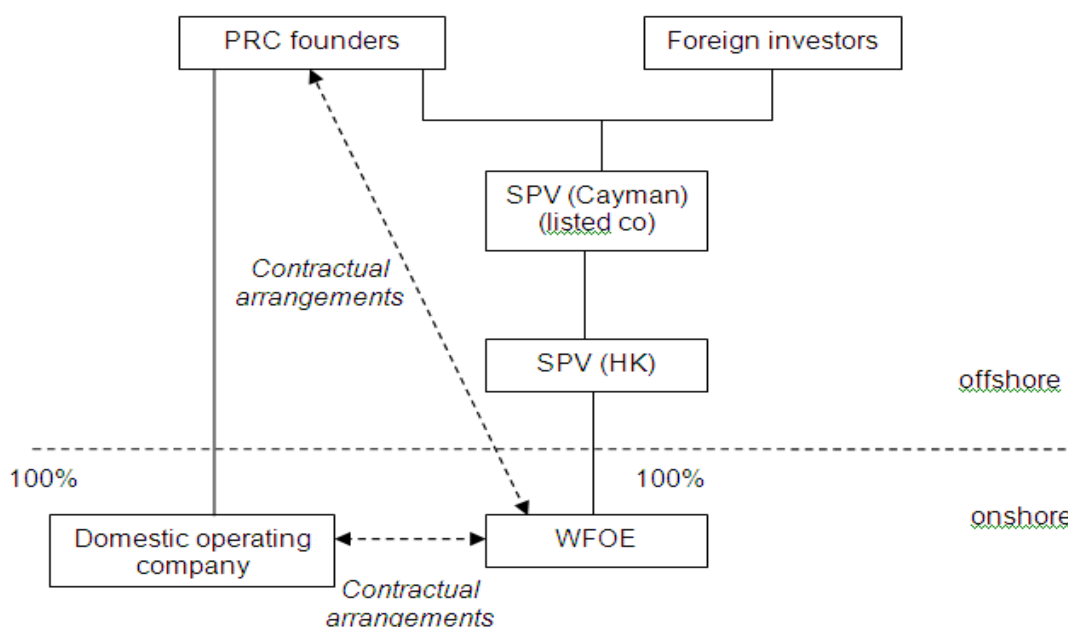 PRC founders
Foreign investors
SPV (Cayman)
(listed co)
Contractual
arrangements
SPV (HK)
offshore
100%
100%
onshore
Domestic operating
company
WFOE
Contractual
arrangements